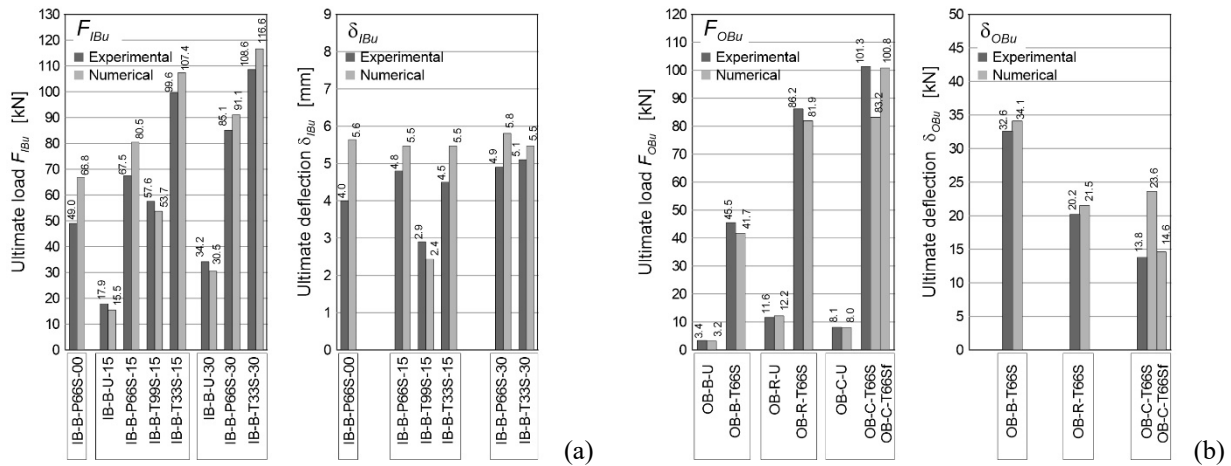 F_IBu
Experimental
Numerical
Ultimate load F_IBu [kN]
130
120
110
100
90
80
70
60
50
40
30
20
10
0
49.0
66.8
17.9
15.5
67.5
80.5
57.6
53.7
99.6
107.4
34.2
30.5
85.1
91.1
108.6
116.6
IB-B-P66S-00
IB-B-U-15
IB-B-P66S-15
IB-B-T99S-15
IB-B-T33S-15
IB-B-U-30
IB-B-P66S-30
IB-B-T33S-30
δ_IBu
Experimental
Numerical
Ultimate deflection δ_IBu [mm]
9
8
7
6
5
4
3
2
1
0
4.0
5.6
4.8
5.5
2.9
2.4
4.5
5.5
4.9
5.8
5.1
5.5
IB-B-P66S-00
IB-B-P66S-15
IB-B-T99S-15
IB-B-T33S-15
IB-B-P66S-30
IB-B-T33S-30
(a)
F_OBu
Experimental
Numerical
Ultimate load F_OBu [kN]
120
110
100
90
80
70
60
50
40
30
20
10
0
3.4
3.2
45.5
41.7
11.6
12.2
86.2
81.9
8.1
8.0
101.3
83.2
100.8
OB-B-U
OB-B-T66S
OB-R-U
OB-R-T66S
OB-C-U
OB-C-T66S
OB-C-T66Sf
δ_OBu
Experimental
Numerical
Ultimate deflection δ_OBu [kN]
50
45
40
35
30
25
20
15
10
5
0
32.6
34.1
20.2
21.5
13.8
23.6
14.6
OB-B-T66S
OB-R-T66S
OB-C-T66S
OB-C-T66Sf
(b)